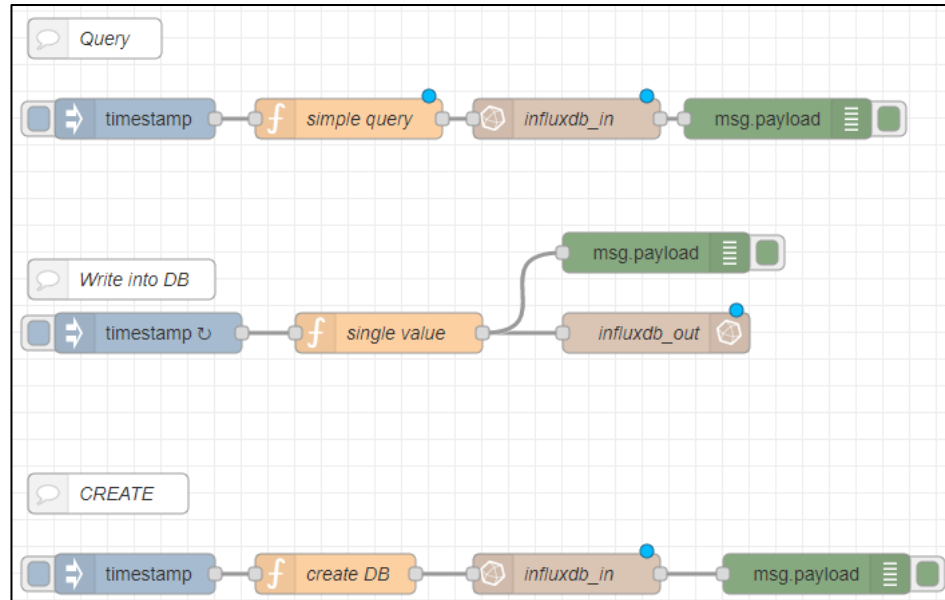 Query
timestamp
simple query
influxdb_in
msg.payload
msg.payload
Write into DB
timestamp ↻
single value
influxdb_out
CREATE
timestamp
create DB
influxdb_in
msg.payload